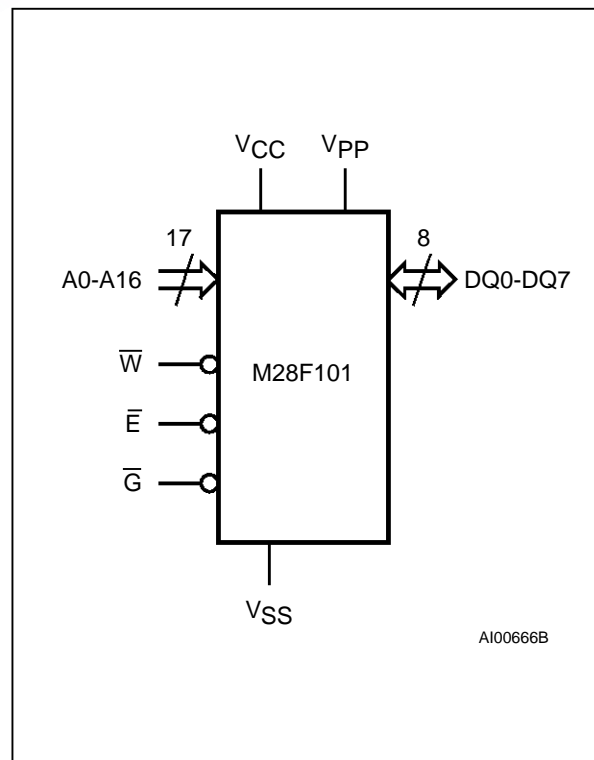 VCC
VPP
17
8
A0-A16
DQ0-DQ7
W̅
M28F101
E̅
G̅
VSS
AI00666B